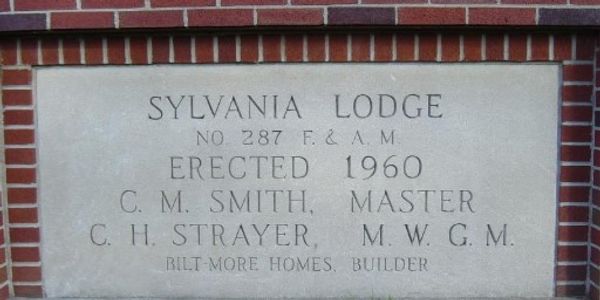 SYLVANIA LODGE
NO. 287 F. & A. M.
ERECTED 1960
C. M. SMITH, MASTER
C. H. STRAYER, M. W. G. M.
BILT-MORE HOMES, BUILDER